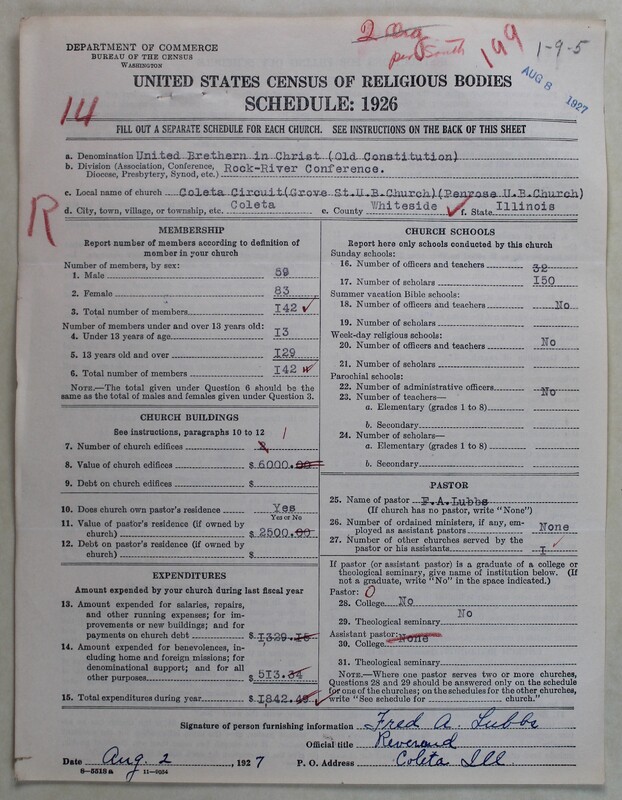 DEPARTMENT OF COMMERCE
BUREAU OF THE CENSUS
WASHINGTON
per South
199
1-9-5
AUG 8 1927
UNITED STATES CENSUS OF RELIGIOUS BODIES
SCHEDULE: 1926
14
FILL OUT A SEPARATE SCHEDULE FOR EACH CHURCH. SEE INSTRUCTIONS ON THE BACK OF THIS SHEET
a. Denomination United Brethern in Christ (Old Constitution)
b. Division (Association, Conference, Diocese, Presbytery, Synod, etc.) Rock-River Conference.
c. Local name of church Coleta Circuit(Grove St.U.B.Church)(Penrose U.B.Church)
d. City, town, village, or township, etc. Coleta e. County Whiteside f. State Illinois
R
MEMBERSHIP
Report number of members according to definition of
member in your church
Number of members, by sex:
1. Male 59
2. Female 83
3. Total number of members 142
Number of members under and over 13 years old:
4. Under 13 years of age 13
5. 13 years old and over 129
6. Total number of members 142
NOTE.—The total given under Question 6 should be the
same as the total of males and females given under Question 3.
CHURCH BUILDINGS
See instructions, paragraphs 10 to 12
1
7. Number of church edifices
8. Value of church edifices $ 6000.00
9. Debt on church edifices $
10. Does church own pastor's residence Yes
Yes or No
11. Value of pastor's residence (if owned by
church) $ 2500.00
12. Debt on pastor's residence (if owned by
church) $
EXPENDITURES
Amount expended by your church during last fiscal year
13. Amount expended for salaries, repairs,
and other running expenses; for im-
provements or new buildings; and for
payments on church debt $ 1329.15
14. Amount expended for benevolences, in-
cluding home and foreign missions; for
denominational support; and for all
other purposes $ 513.34
15. Total expenditures during year $ 1842.49
CHURCH SCHOOLS
Report here only schools conducted by this church
Sunday schools:
16. Number of officers and teachers 32
17. Number of scholars 150
Summer vacation Bible schools:
18. Number of officers and teachers No
19. Number of scholars
Week-day religious schools:
20. Number of officers and teachers No
21. Number of scholars
Parochial schools:
22. Number of administrative officers No
23. Number of teachers—
a. Elementary (grades 1 to 8)
b. Secondary
24. Number of scholars—
a. Elementary (grades 1 to 8)
b. Secondary
PASTOR
25. Name of pastor F.A.Lubbs
(If church has no pastor, write "None")
26. Number of ordained ministers, if any, em-
ployed as assistant pastors None
27. Number of other churches served by the
pastor or his assistants I
If pastor (or assistant pastor) is a graduate of a college or
theological seminary, give name of institution below. (If
not a graduate, write "No" in the space indicated.)
Pastor: O
28. College No
29. Theological seminary No
Assistant pastor:
30. College None
31. Theological seminary
NOTE.—Where one pastor serves two or more churches,
Questions 28 and 29 should be answered only on the schedule
for one of the churches; on the schedules for the other churches,
write "See schedule for ........ church."
Signature of person furnishing information Fred A. Lubbs
Official title Reverand
Date Aug. 2, 1927 P. O. Address Coleta Ill.
8—5513 a 11—9054